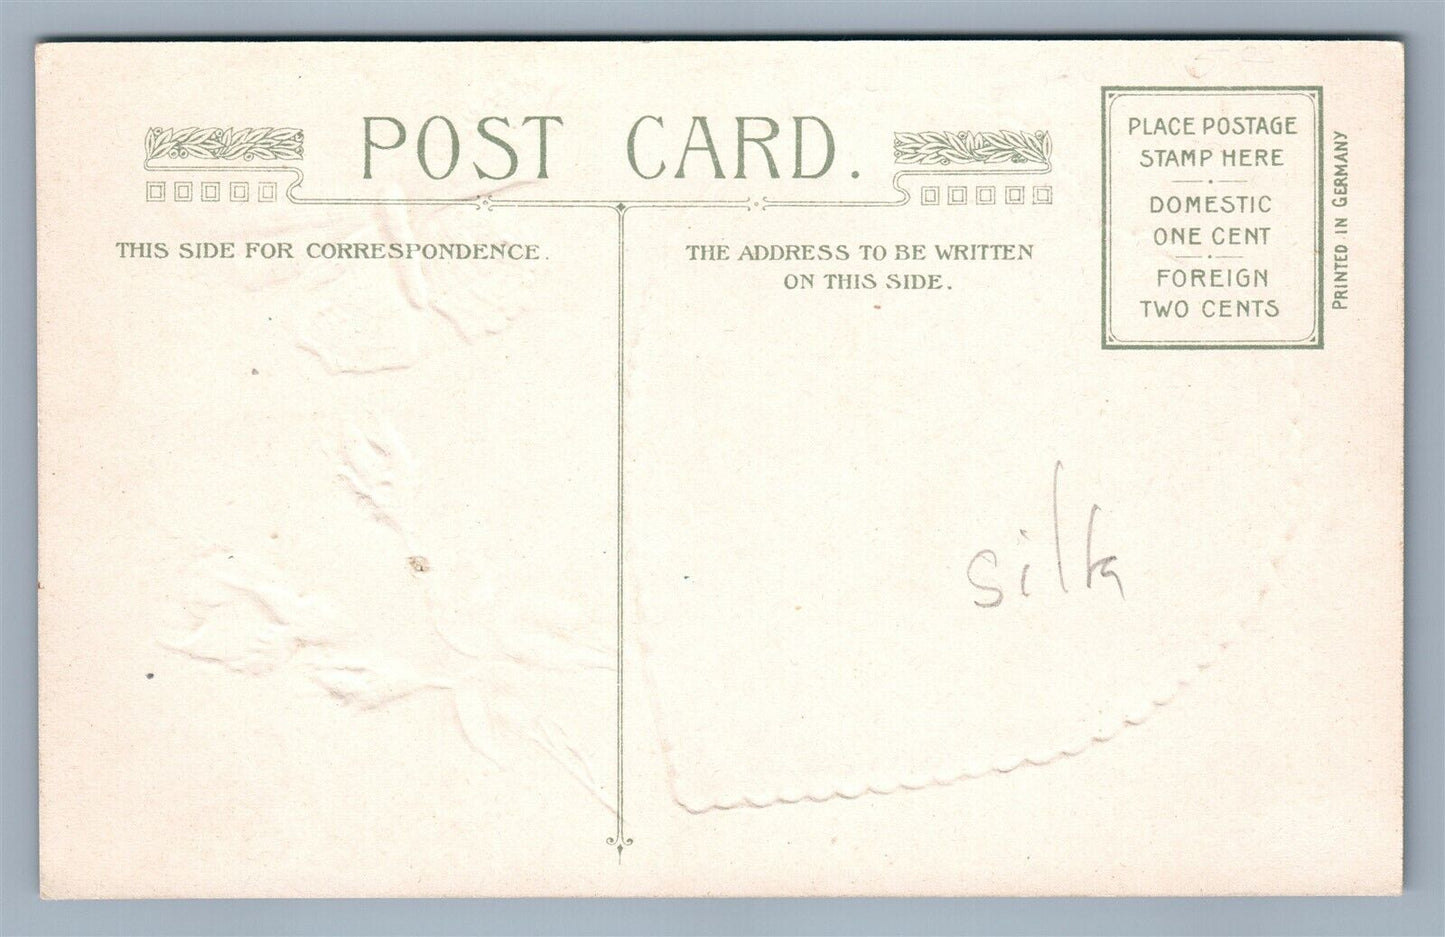 POST CARD.
THIS SIDE FOR CORRESPONDENCE.
THE ADDRESS TO BE WRITTEN
ON THIS SIDE.
PLACE POSTAGE
STAMP HERE
DOMESTIC
ONE CENT
FOREIGN
TWO CENTS
PRINTED IN GERMANY
silk